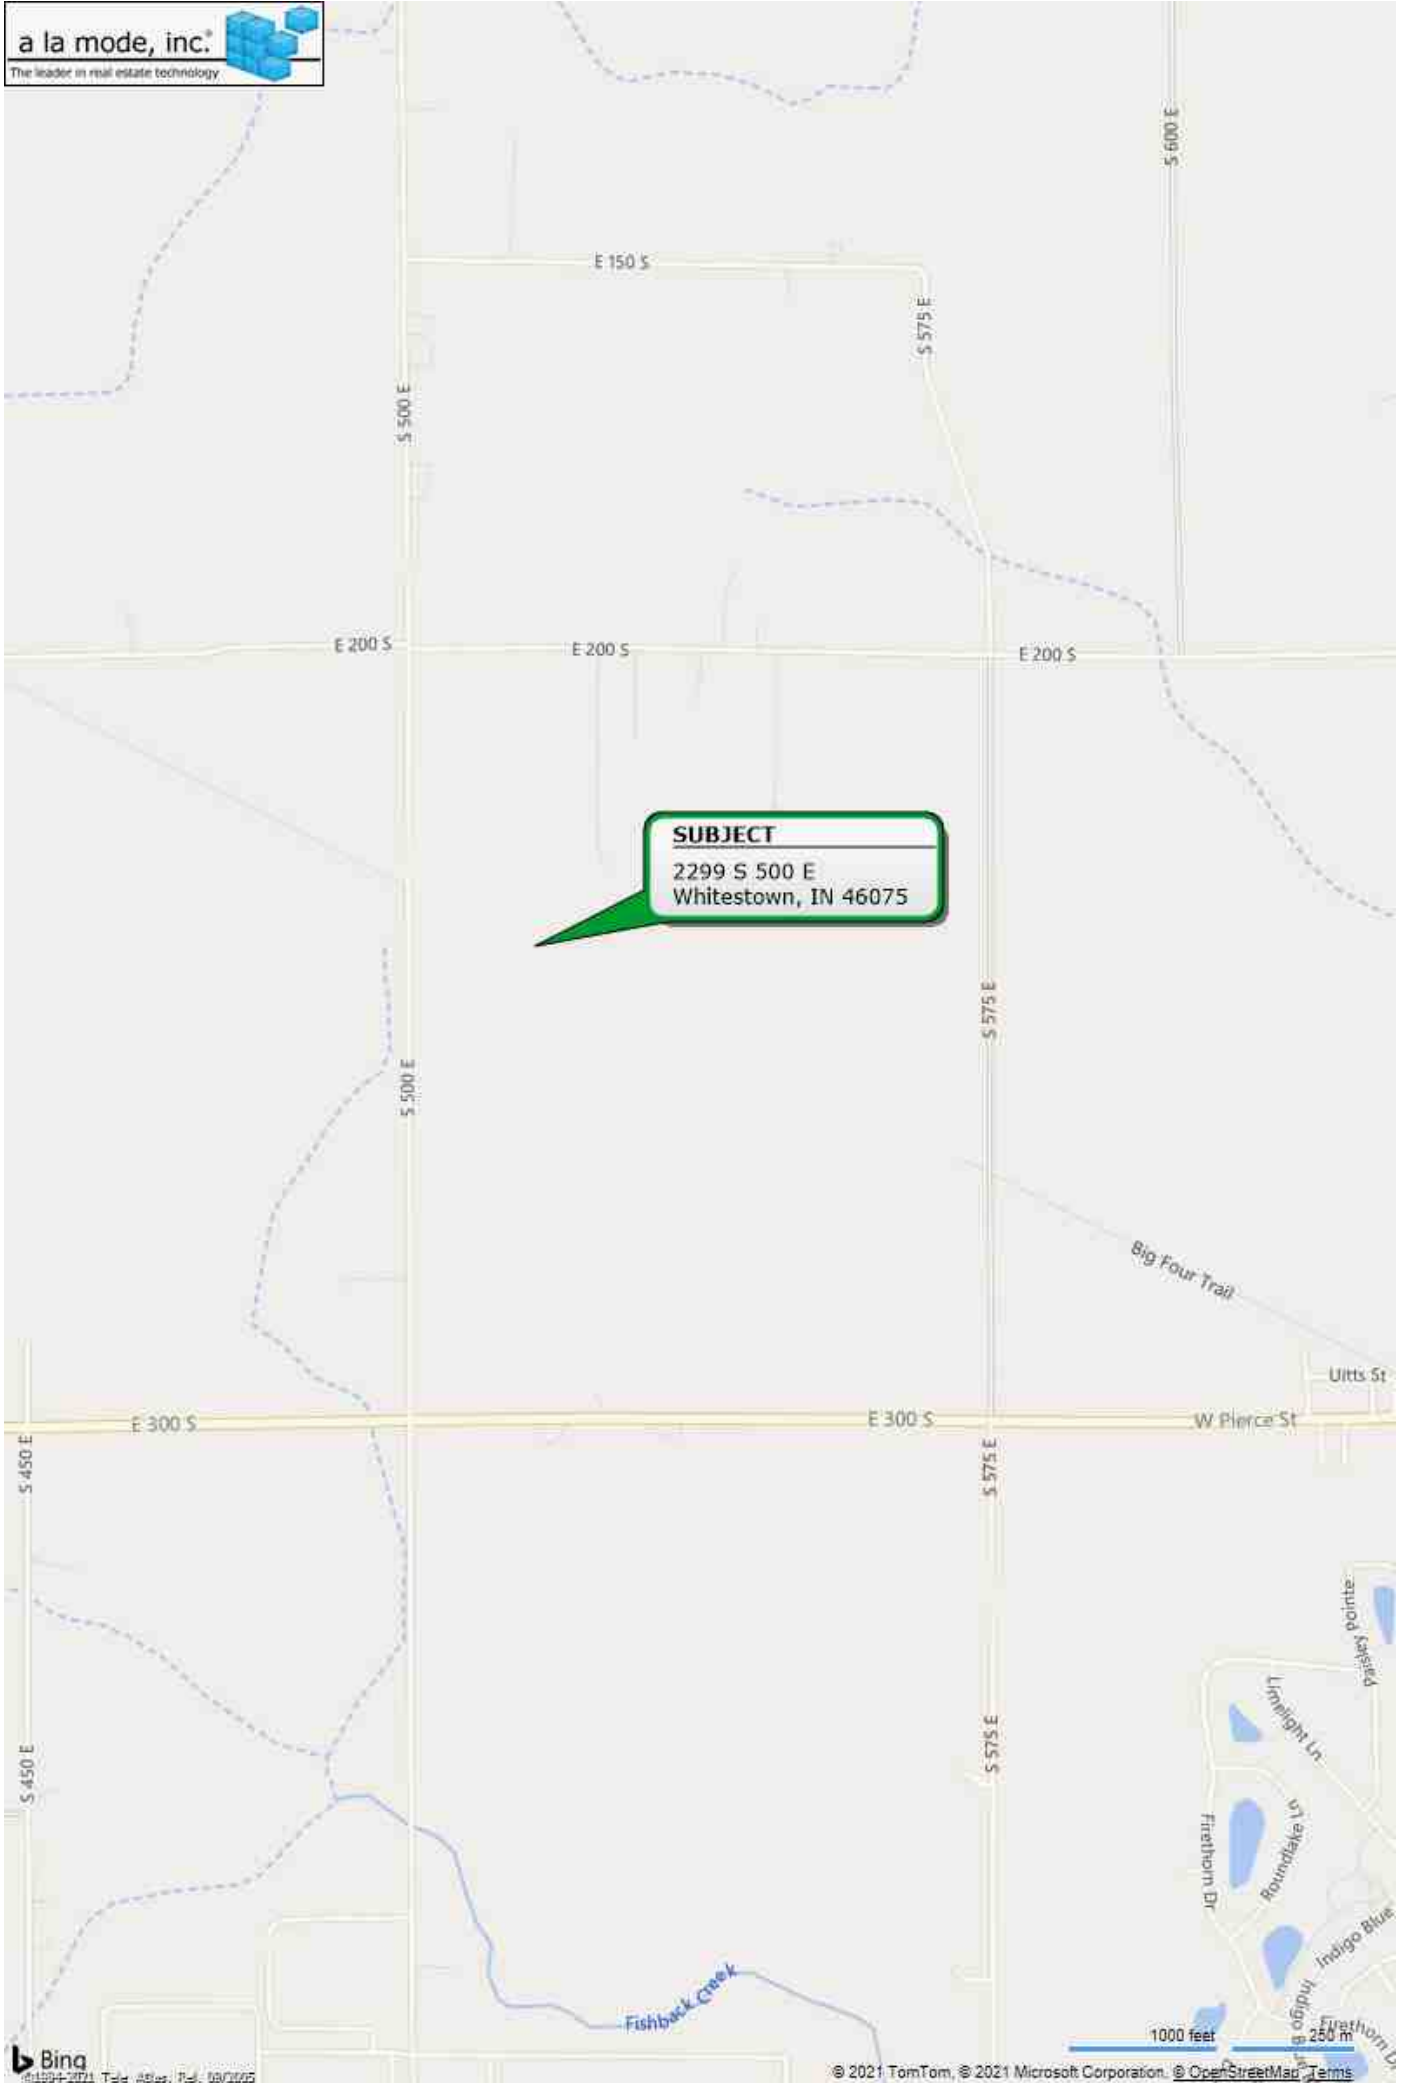 a la mode, inc.
The leader in real estate technology
S 600 E
E 150 S
S 575 E
S 500 E
E 200 S
E 200 S
E 200 S
SUBJECT
2299 S 500 E
Whitestown, IN 46075
S 575 E
S 500 E
Big Four Trail
Uitts St
E 300 S
E 300 S
W Pierce St
S 450 E
S 575 E
Paisley Pointe
Limelight Ln
S 575 E
S 450 E
Firethorn Dr
Roundlake Ln
Indigo Blue
Fishback Creek
Firethorn Dr
1000 feet
250 m
Bing
© 2021 TomTom, © 2021 Microsoft Corporation, © OpenStreetMap Terms